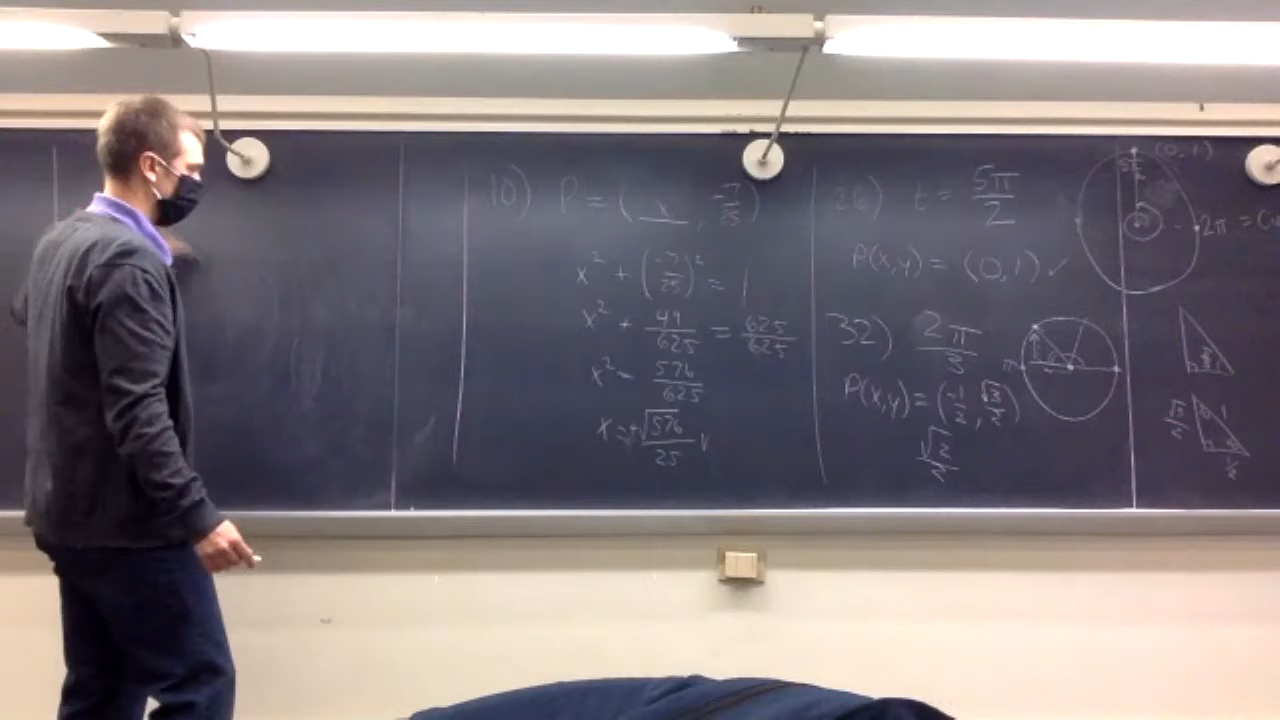 10) P = ( x , -7/25 )
x² + (-7/25)² = 1
x² + 49/625 = 625/625
x² = 576/625
x = ±√576/25 ✓
26) t = 5π/2
P(x,y) = (0,1) ✓
32) 2π/3
P(x,y) = (-1/2, √3/2)
√2/2
(0,1)
2π =
π
√3/2 1
1/2